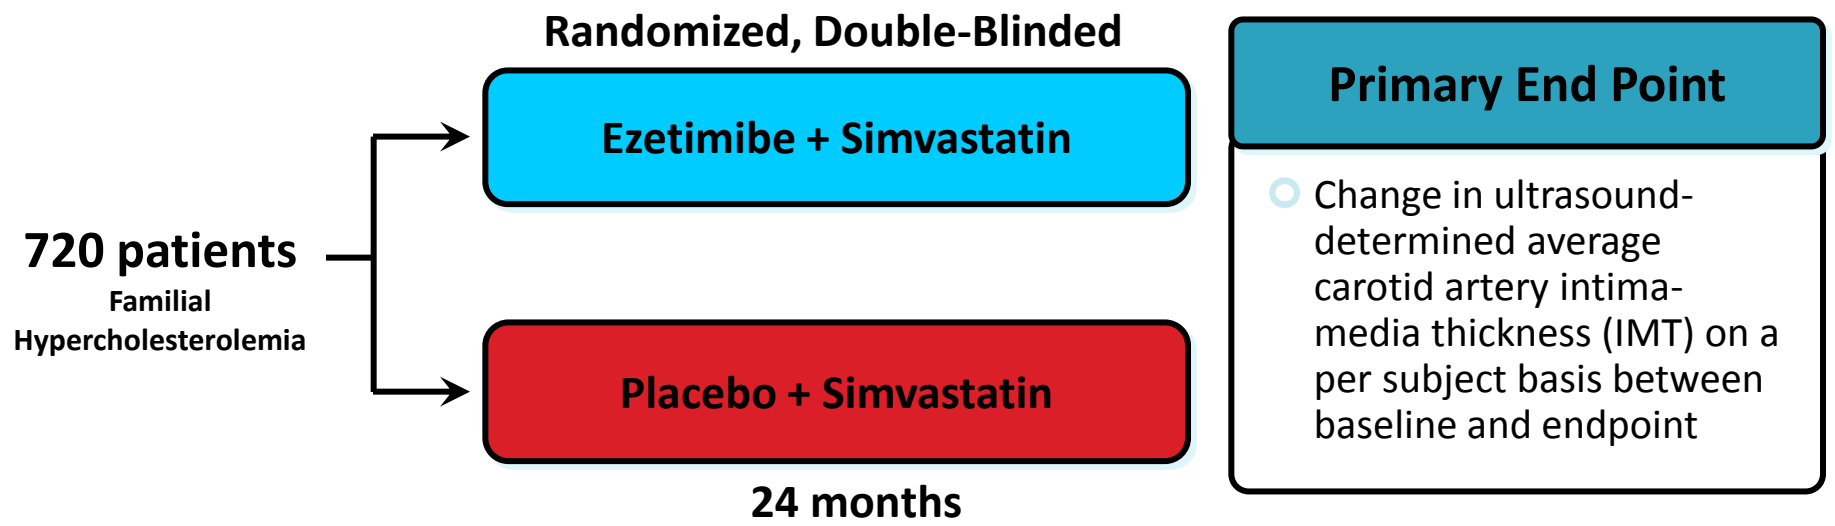 Randomized, Double-Blinded
Ezetimibe + Simvastatin
720 patients
Familial
Hypercholesterolemia
Placebo + Simvastatin
24 months
Primary End Point
Change in ultrasound-
determined average
carotid artery intima-
media thickness (IMT) on a
per subject basis between
baseline and endpoint